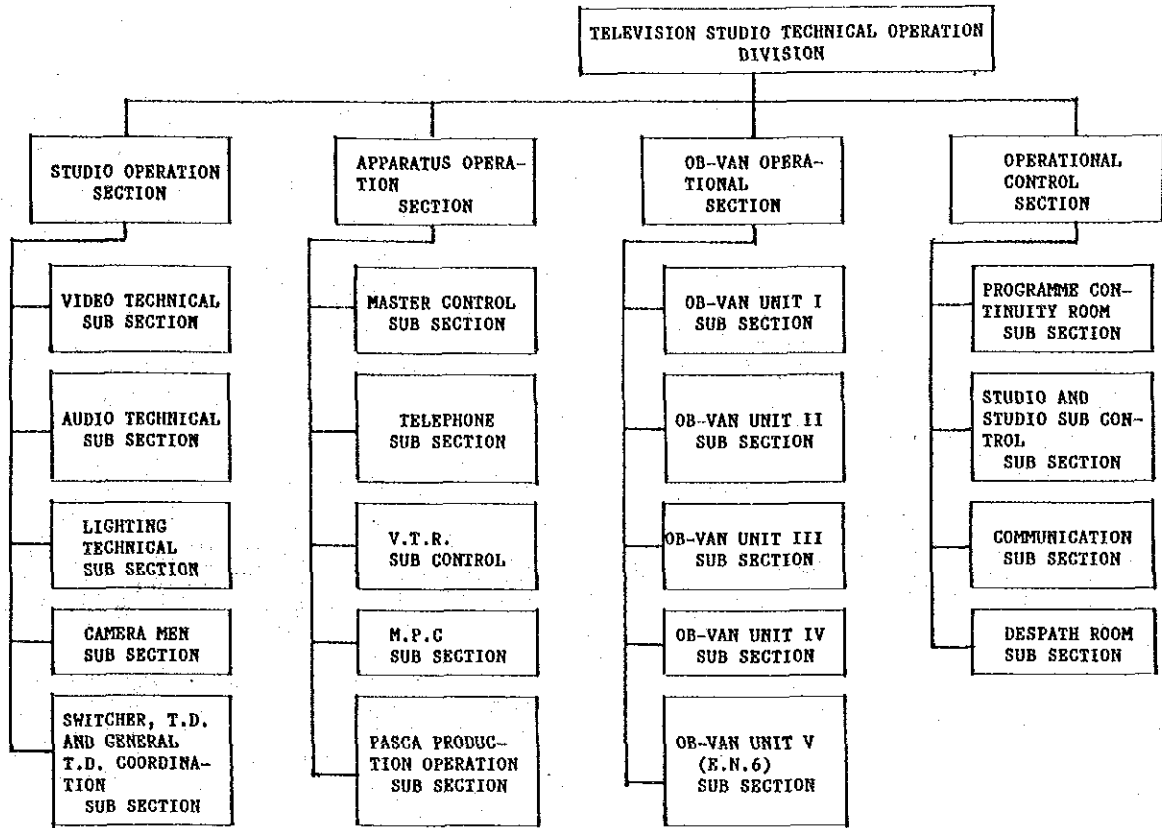 TELEVISION STUDIO TECHNICAL OPERATION
DIVISION
STUDIO OPERATION
SECTION
APPARATUS OPERA-
TION
SECTION
OB-VAN OPERA-
TIONAL
SECTION
OPERATIONAL
CONTROL
SECTION
VIDEO TECHNICAL
SUB SECTION
AUDIO TECHNICAL
SUB SECTION
LIGHTING
TECHNICAL
SUB SECTION
CAMERA MEN
SUB SECTION
SWITCHER, T.D.
AND GENERAL
T.D. COORDINA-
TION
SUB SECTION
MASTER CONTROL
SUB SECTION
TELEPHONE
SUB SECTION
V.T.R.
SUB CONTROL
M.P.C
SUB SECTION
PASCA PRODUC-
TION OPERATION
SUB SECTION
OB-VAN UNIT I
SUB SECTION
OB-VAN UNIT II
SUB SECTION
OB-VAN UNIT III
SUB SECTION
OB-VAN UNIT IV
SUB SECTION
OB-VAN UNIT V
(E.N.6)
SUB SECTION
PROGRAMME CON-
TINUITY ROOM
SUB SECTION
STUDIO AND
STUDIO SUB CON-
TROL
SUB SECTION
COMMUNICATION
SUB SECTION
DESPATH ROOM
SUB SECTION